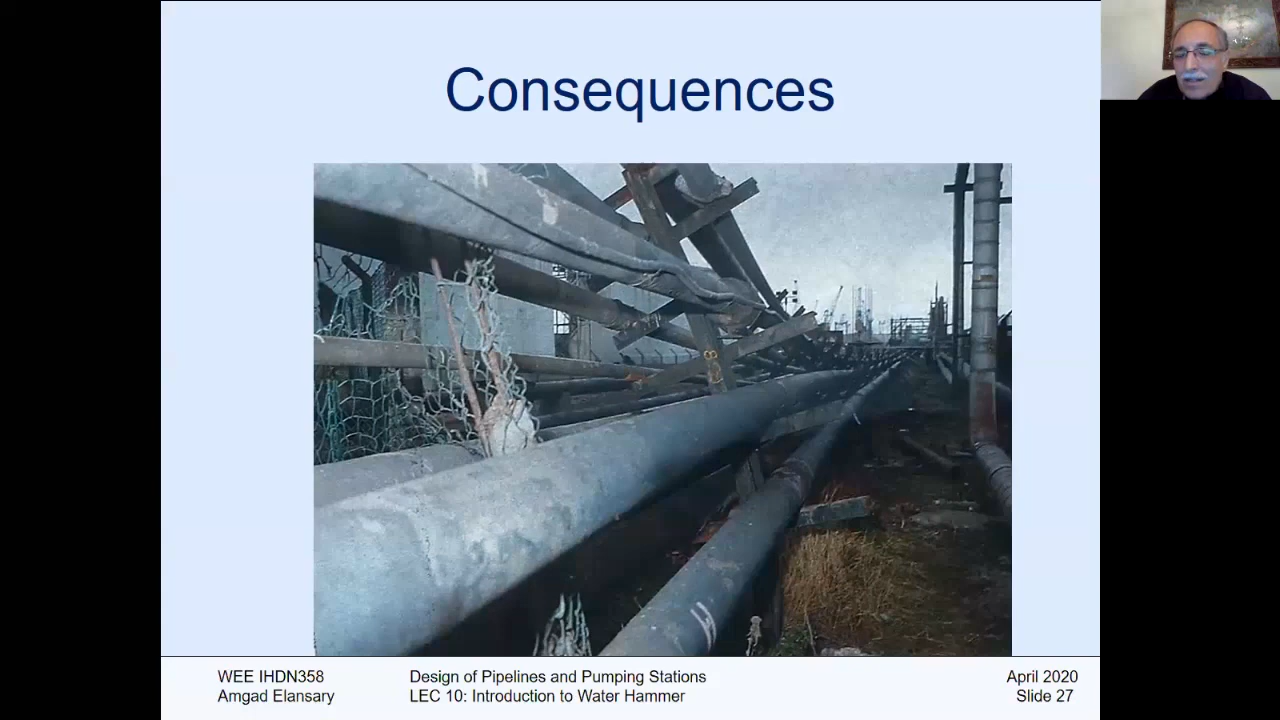 Consequences
WEE IHDN358
Amgad Elansary
Design of Pipelines and Pumping Stations
LEC 10: Introduction to Water Hammer
April 2020
Slide 27